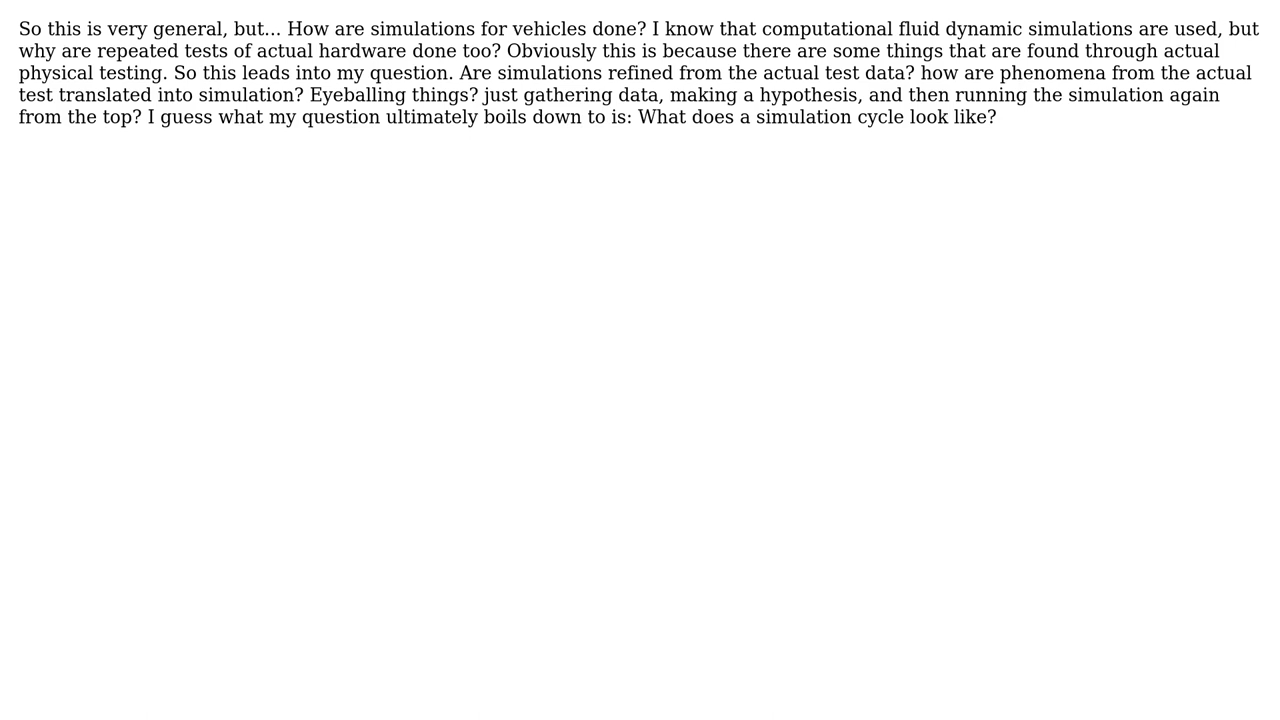 So this is very general, but... How are simulations for vehicles done? I know that computational fluid dynamic simulations are used, but
why are repeated tests of actual hardware done too? Obviously this is because there are some things that are found through actual
physical testing. So this leads into my question. Are simulations refined from the actual test data? how are phenomena from the actual
test translated into simulation? Eyeballing things? just gathering data, making a hypothesis, and then running the simulation again
from the top? I guess what my question ultimately boils down to is: What does a simulation cycle look like?